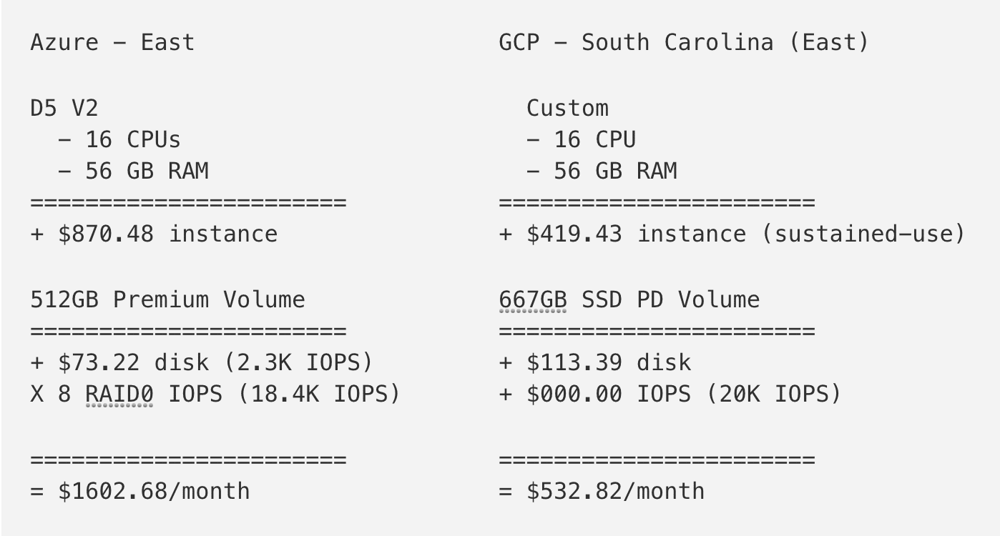 Azure – East
D5 V2
– 16 CPUs
– 56 GB RAM
=======================
+ $870.48 instance
512GB Premium Volume
=======================
+ $73.22 disk (2.3K IOPS)
X 8 RAID0 IOPS (18.4K IOPS)
=======================
= $1602.68/month
GCP – South Carolina (East)
Custom
– 16 CPU
– 56 GB RAM
=======================
+ $419.43 instance (sustained–use)
667GB SSD PD Volume
=======================
+ $113.39 disk
+ $000.00 IOPS (20K IOPS)
=======================
= $532.82/month